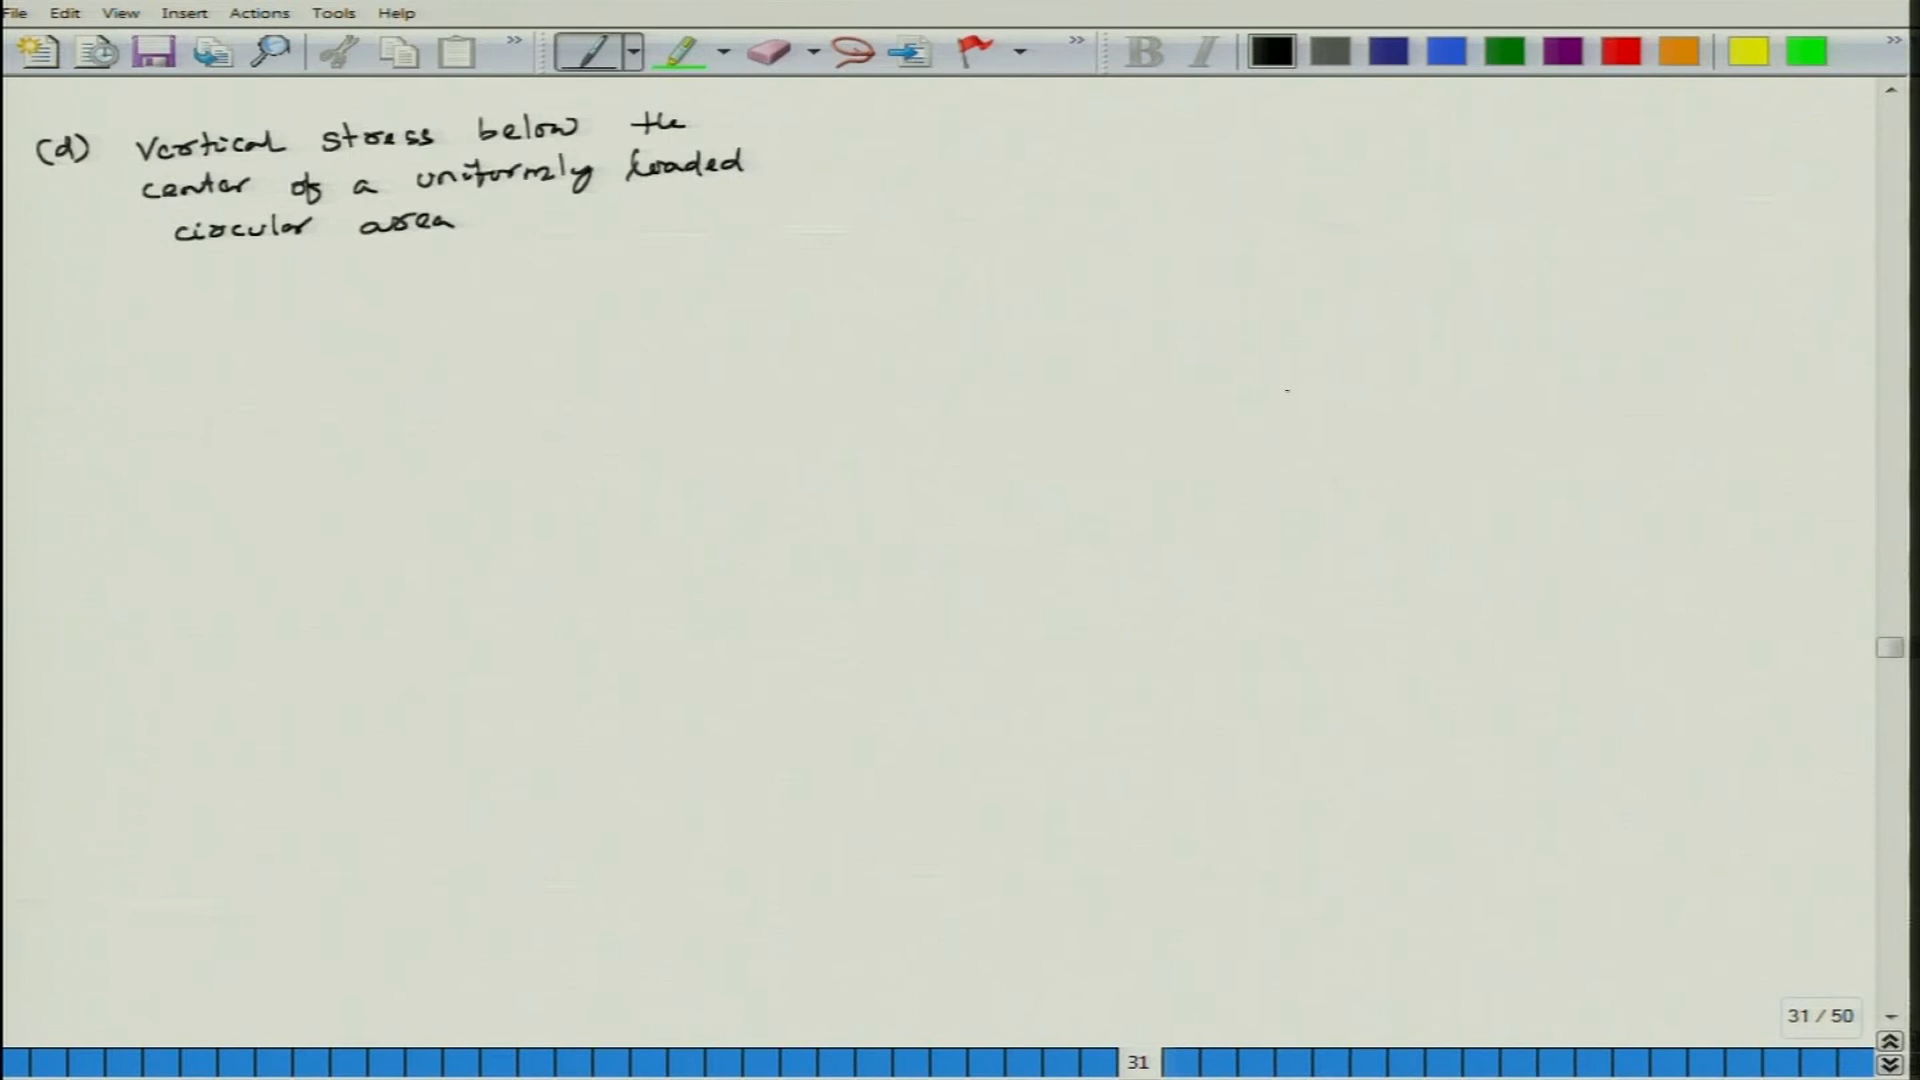 File Edit View Insert Actions Tools Help
B I
(d) Vertical stress below the
center of a uniformly loaded
circular area
31 / 50
31